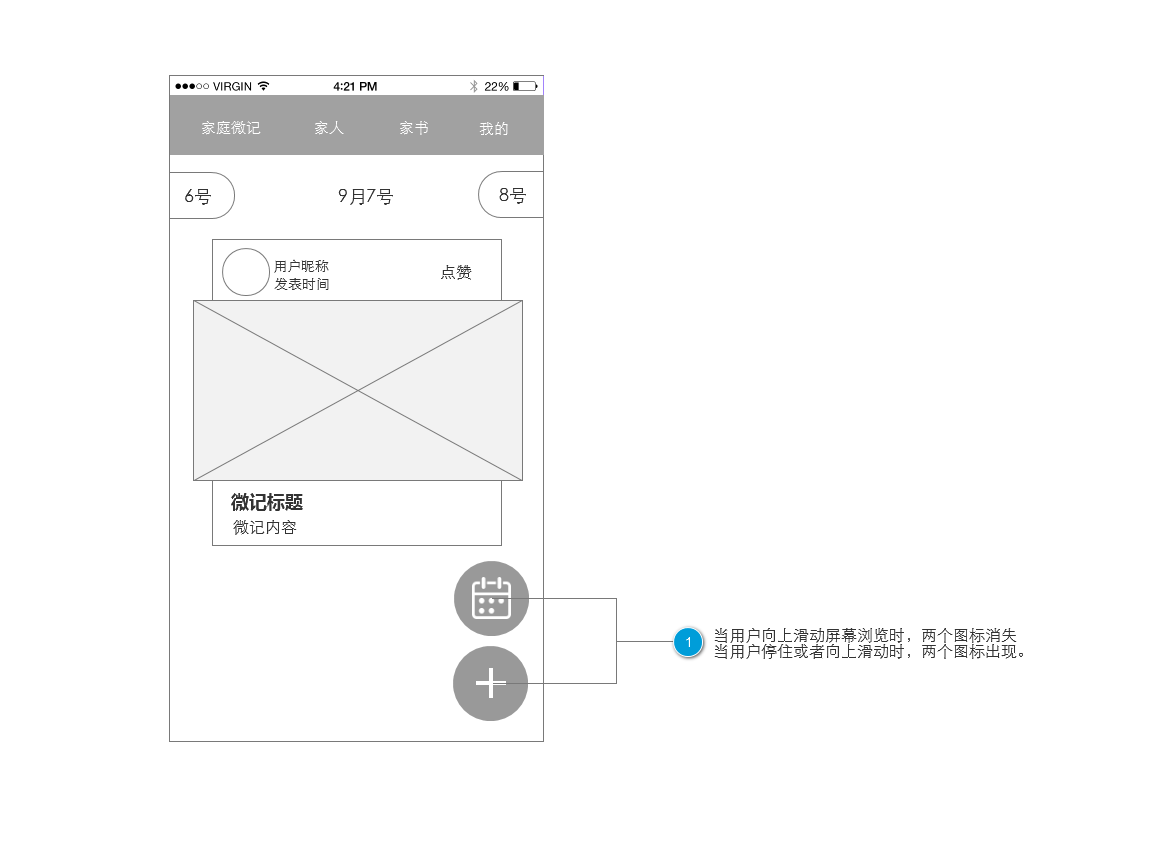 VIRGIN 4:21 PM 22%
家庭微记 家人 家书 我的
6号 9月7号 8号
用户昵称
发表时间
点赞
微记标题
微记内容
1
当用户向上滑动屏幕浏览时，两个图标消失
当用户停住或者向上滑动时，两个图标出现。